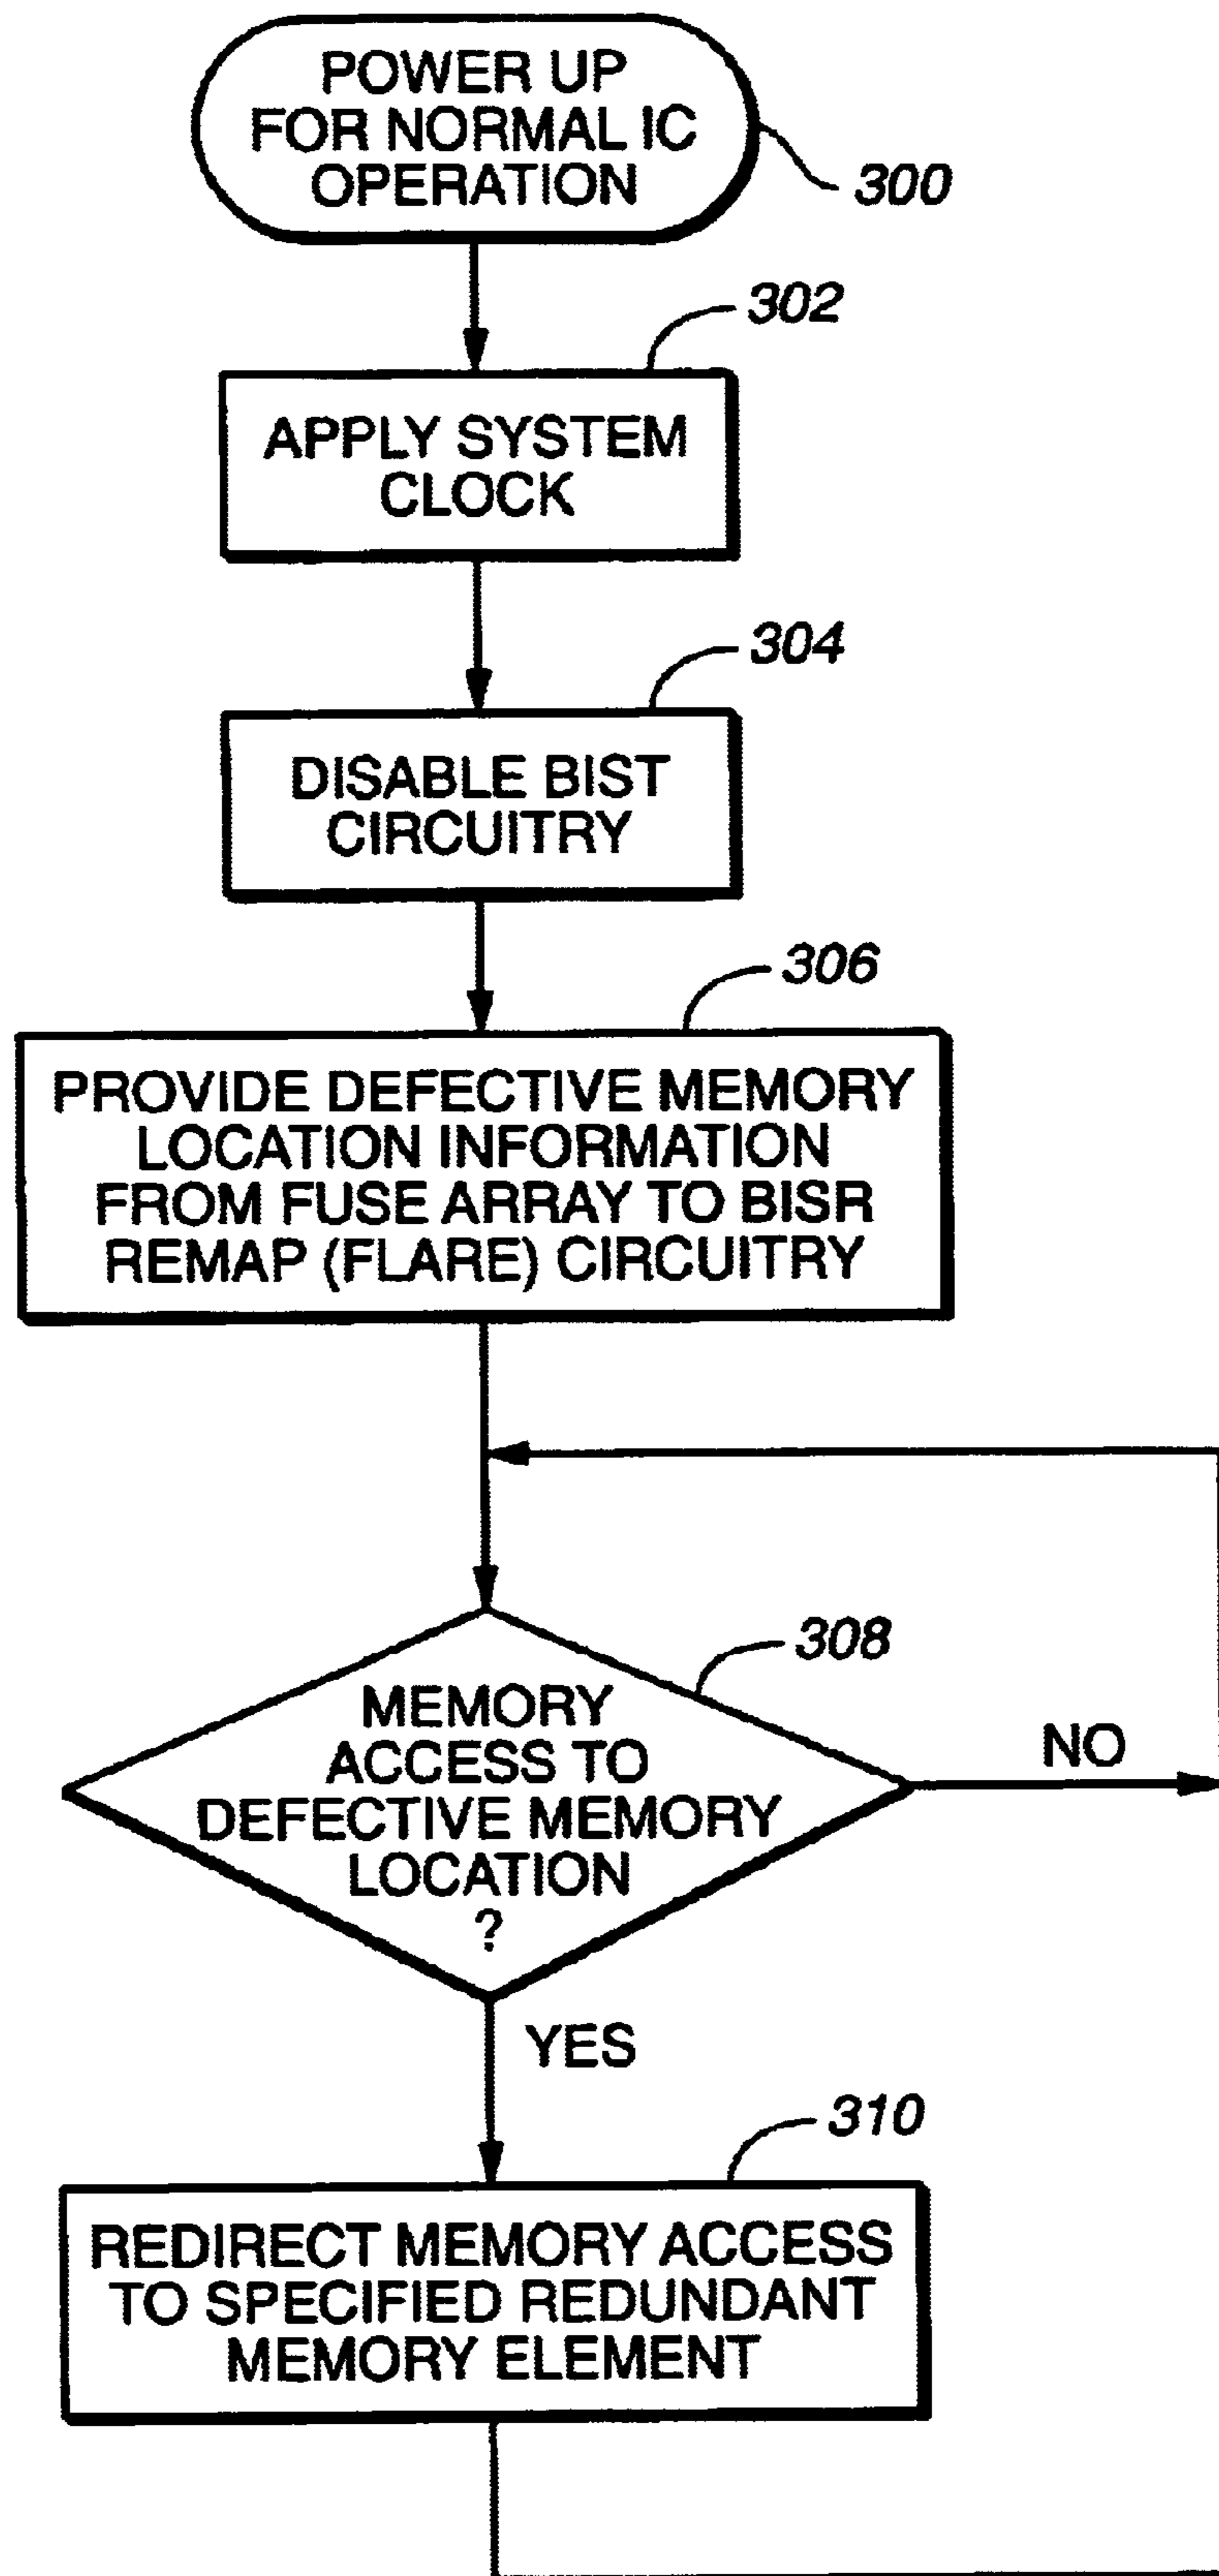 POWER UP
FOR NORMAL IC
OPERATION
300
302
APPLY SYSTEM
CLOCK
304
DISABLE BIST
CIRCUITRY
306
PROVIDE DEFECTIVE MEMORY
LOCATION INFORMATION
FROM FUSE ARRAY TO BISR
REMAP (FLARE) CIRCUITRY
308
MEMORY
ACCESS TO
DEFECTIVE MEMORY
LOCATION
?
NO
YES
310
REDIRECT MEMORY ACCESS
TO SPECIFIED REDUNDANT
MEMORY ELEMENT